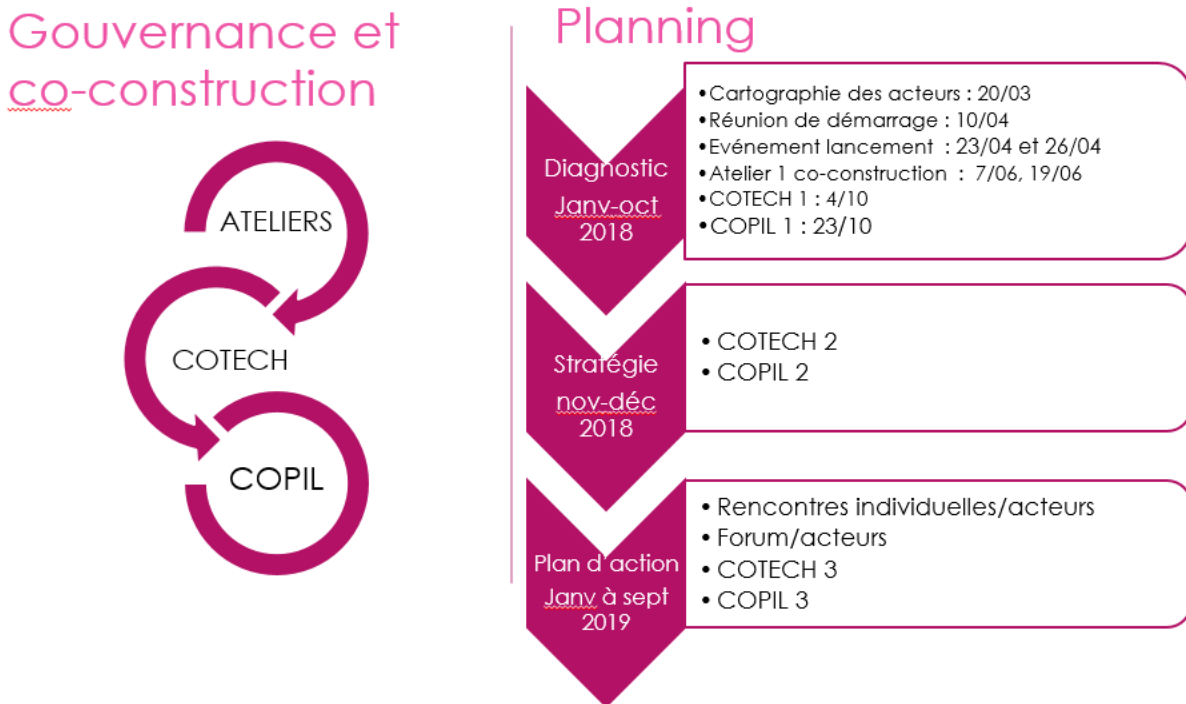 Gouvernance et
co-construction
ATELIERS
COTECH
COPIL
Planning
Diagnostic
Janv-oct
2018
•Cartographie des acteurs : 20/03
•Réunion de démarrage : 10/04
•Evénement lancement : 23/04 et 26/04
•Atelier 1 co-construction : 7/06, 19/06
•COTECH 1 : 4/10
•COPIL 1 : 23/10
Stratégie
nov-déc
2018
• COTECH 2
• COPIL 2
Plan d'action
Janv à sept
2019
• Rencontres individuelles/acteurs
• Forum/acteurs
• COTECH 3
• COPIL 3